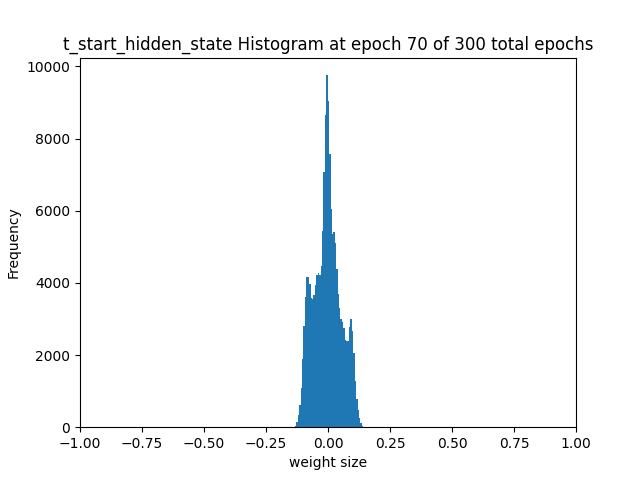 t_start_hidden_state Histogram at epoch 70 of 300 total epochs
10000
8000
6000
4000
2000
0
Frequency
−1.00 −0.75 −0.50 −0.25 0.00 0.25 0.50 0.75 1.00
weight size